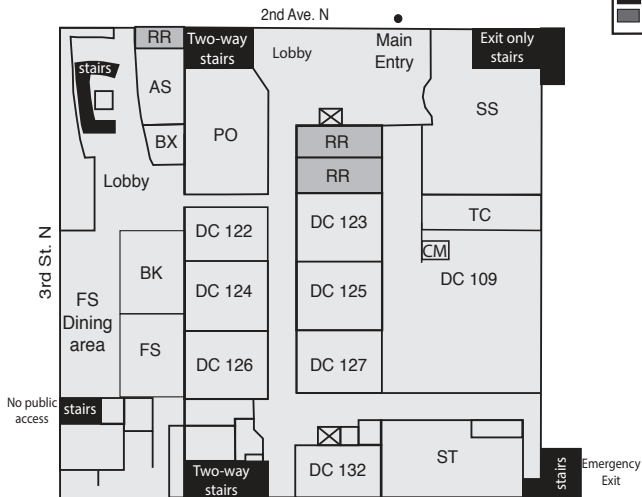 2nd Ave. N
RR
Two-way
stairs
Lobby
Main
Entry
Exit only
stairs
stairs
AS
SS
PO
BX
RR
Lobby
RR
TC
DC 122
DC 123
CM
DC 109
3rd St. N
BK
DC 124
DC 125
FS
Dining
area
FS
DC 126
DC 127
No public
access
stairs
ST
Two-way
stairs
DC 132
stairs
Emergency
Exit